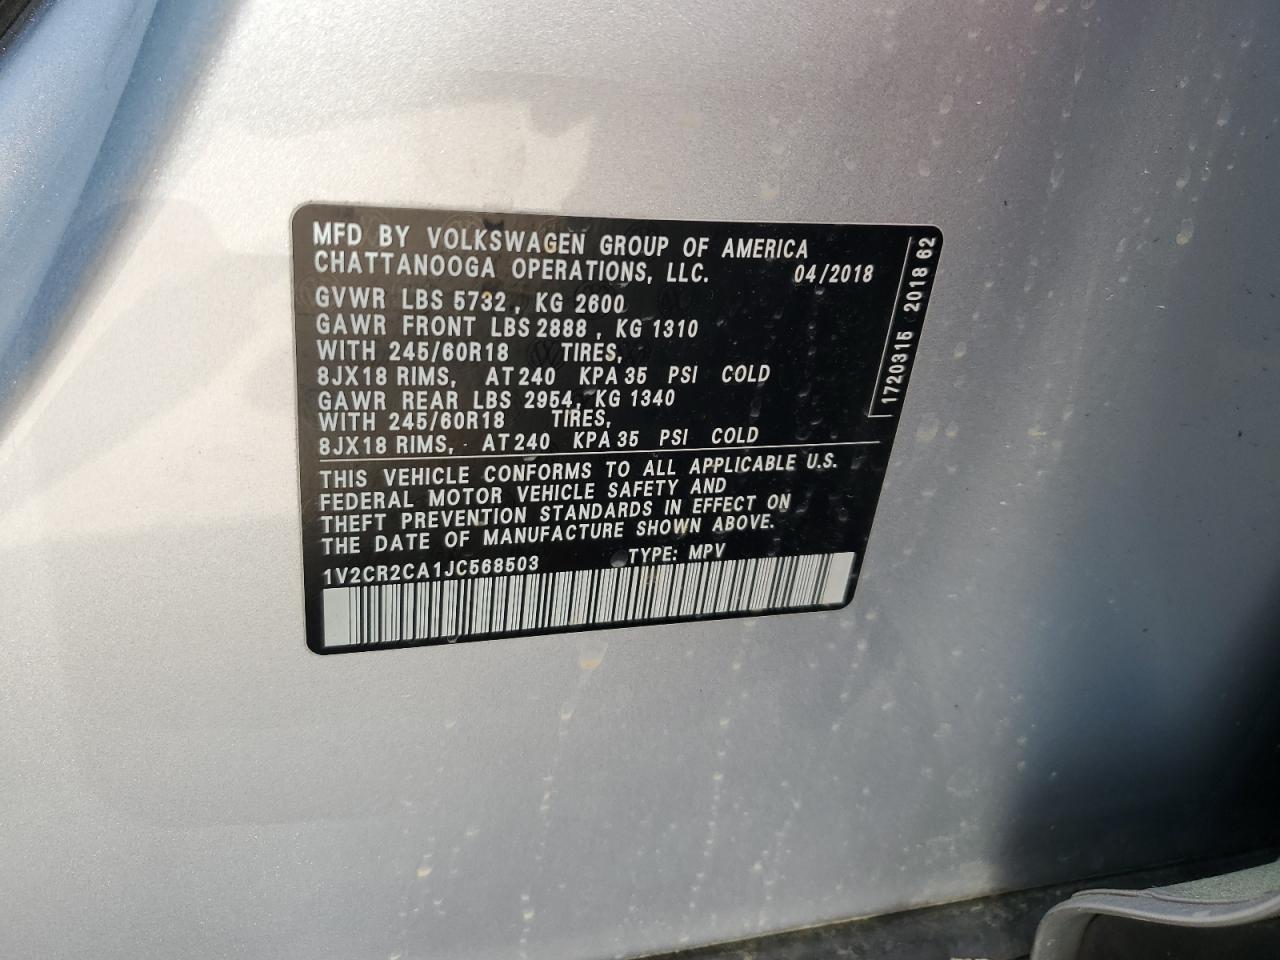 MFD BY VOLKSWAGEN GROUP OF AMERICA
CHATTANOOGA OPERATIONS, LLC. 04/2018
GVWR LBS 5732, KG 2600
GAWR FRONT LBS 2888, KG 1310
WITH 245/60R18 TIRES,
8JX18 RIMS, AT 240 KPA 35 PSI COLD
GAWR REAR LBS 2954, KG 1340
WITH 245/60R18 TIRES,
8JX18 RIMS, AT 240 KPA 35 PSI COLD
THIS VEHICLE CONFORMS TO ALL APPLICABLE U.S.
FEDERAL MOTOR VEHICLE SAFETY AND
THEFT PREVENTION STANDARDS IN EFFECT ON
THE DATE OF MANUFACTURE SHOWN ABOVE.
1V2CR2CA1JC568503 TYPE: MPV
1720315 2018 62